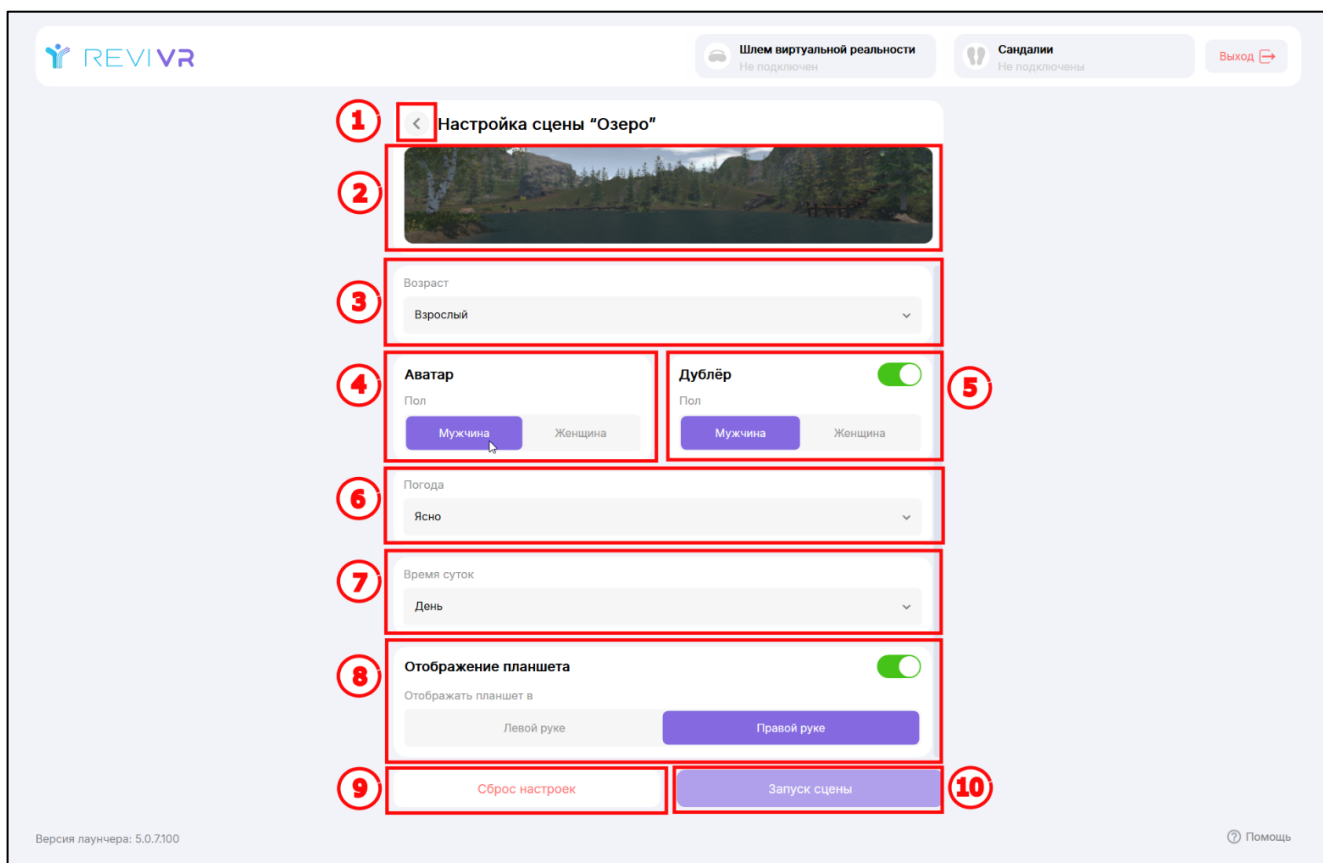 REVIVR
Шлем виртуальной реальности
Не подключен
Сандалии
Не подключены
Выход
1
Настройка сцены “Озеро”
2
3
Возраст
Взрослый
4
Аватар
Пол
Мужчина Женщина
Дублёр
Пол
Мужчина Женщина
5
6
Погода
Ясно
7
Время суток
День
8
Отображение планшета
Отображать планшет в
Левой руке Правой руке
9
Сброс настроек Запуск сцены
10
Версия лаунчера: 5.0.7.100
Помощь